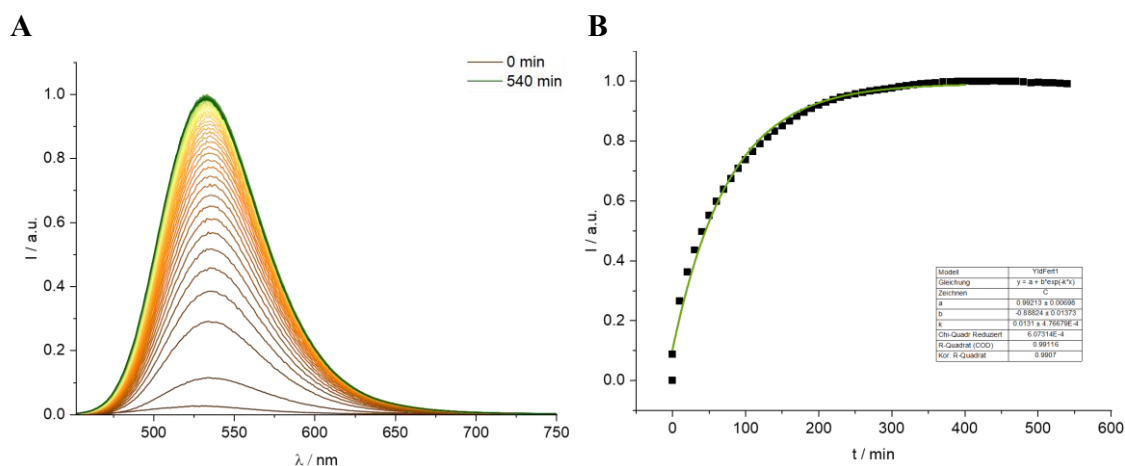 A
B
0 min
540 min
1.0
0.8
0.6
0.4
0.2
0.0
I / a.u.
500 550 600 650 700 750
λ / nm
1.0
0.8
0.6
0.4
0.2
0.0
I / a.u.
0 100 200 300 400 500 600
t / min
Modell YldFert1
Gleichung y = a + b*exp(-k*x)
Zeichnen C
a 0.99213 ± 0.00698
b -0.88824 ± 0.01373
k 0.0131 ± 4.76679E-4
Chi-Quadr Reduziert 6.07314E-4
R-Quadrat (COD) 0.99116
Kor. R-Quadrat 0.9907